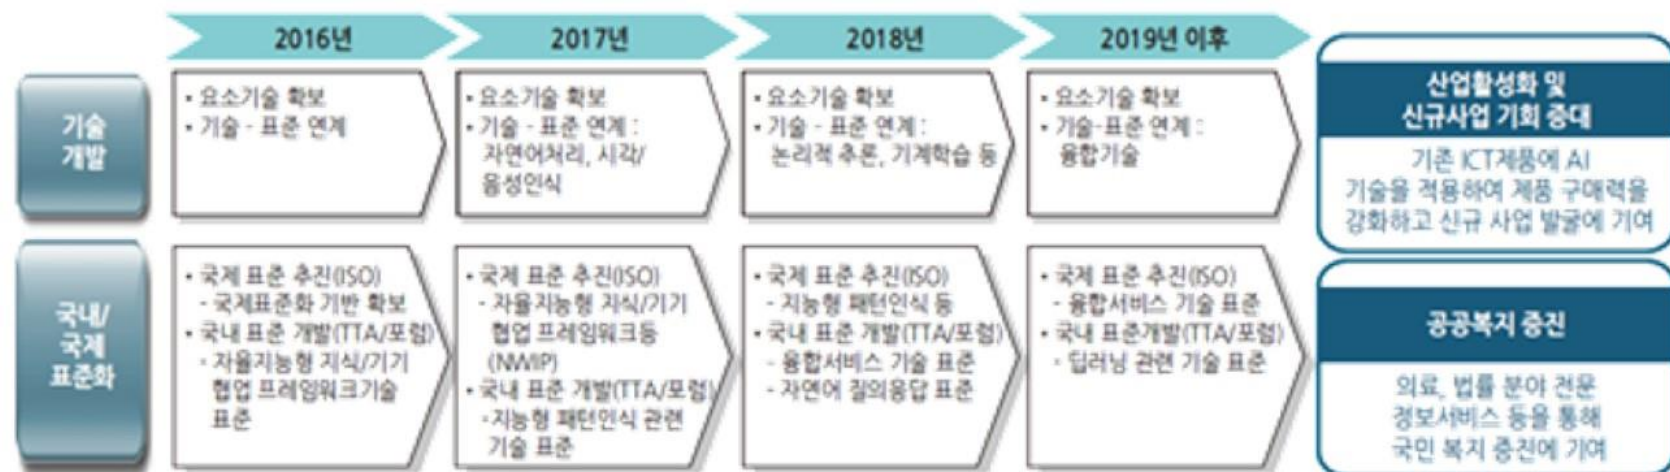 2016년
2017년
2018년
2019년 이후
기술
개발
• 요소기술 확보
• 기술 - 표준 연계
• 요소기술 확보
• 기술 - 표준 연계 :
자연어처리, 시각/
음성인식
• 요소기술 확보
• 기술 - 표준 연계 :
논리적 추론, 기계학습 등
• 요소기술 확보
• 기술-표준 연계 :
융합기술
산업활성화 및
신규사업 기회 증대
기존 ICT제품에 AI
기술을 적용하여 제품 구매력을
강화하고 신규 사업 발굴에 기여
국내/
국제
표준화
• 국제 표준 추진(ISO)
- 국제표준화 기반 확보
• 국내 표준 개발(TTA/포럼)
- 자율지능형 지식/기기
협업 프레임워크기술
표준
• 국제 표준 추진(ISO)
- 자율지능형 지식/기기
협업 프레임워크등
(NWIP)
• 국내 표준 개발(TTA/포럼)
-지능형 패턴인식 관련
기술 표준
• 국제 표준 추진(ISO)
- 지능형 패턴인식 등
• 국내 표준 개발(TTA/포럼)
- 융합서비스 기술 표준
- 자연어 질의응답 표준
• 국제 표준 추진(ISO)
- 융합서비스 기술 표준
• 국내 표준개발(TTA/포럼)
- 딥러닝 관련 기술 표준
공공복지 증진
의료, 법률 분야 전문
정보서비스 등을 통해
국민 복지 증진에 기여